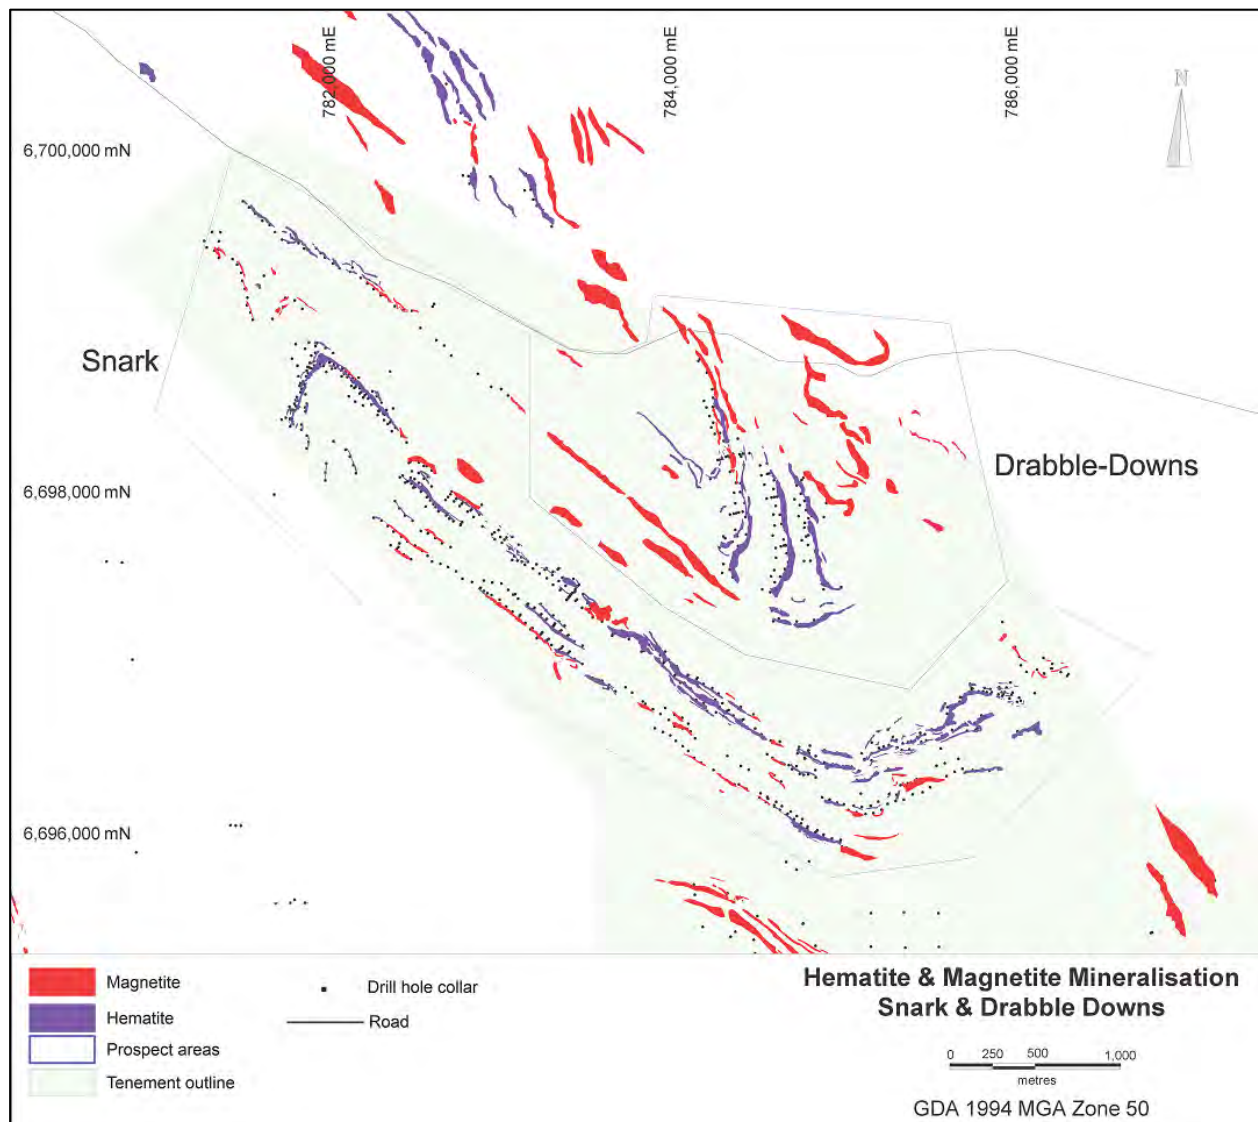 782,000 mE
784,000 mE
786,000 mE
N
6,700,000 mN
Snark
Drabble-Downs
6,698,000 mN
6,696,000 mN
Magnetite
Hematite
Prospect areas
Tenement outline
Drill hole collar
Road
Hematite & Magnetite Mineralisation
Snark & Drabble Downs
0 250 500 1,000
metres
GDA 1994 MGA Zone 50